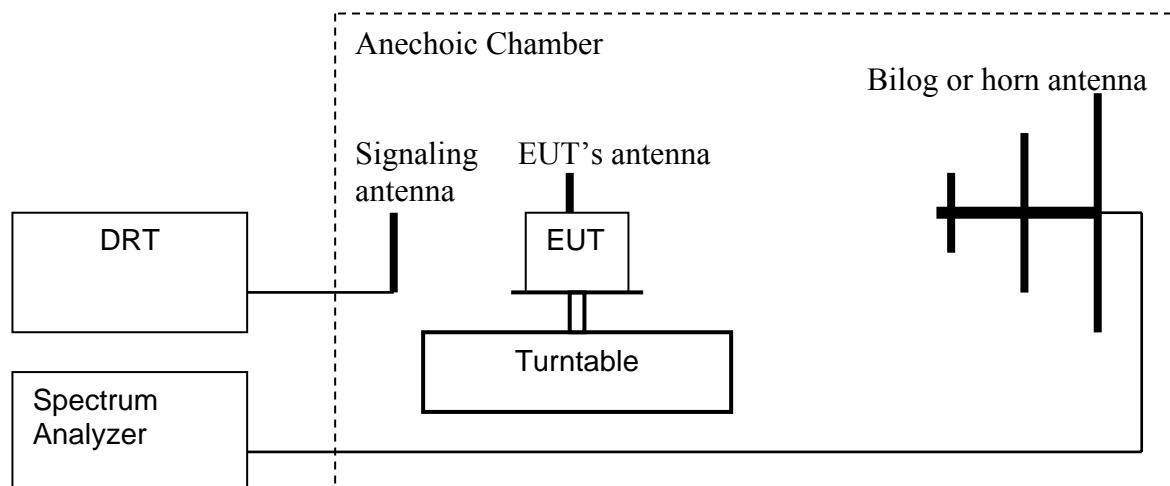 Anechoic Chamber
Bilog or horn antenna
Signaling
antenna
EUT’s antenna
DRT
EUT
Turntable
Spectrum
Analyzer